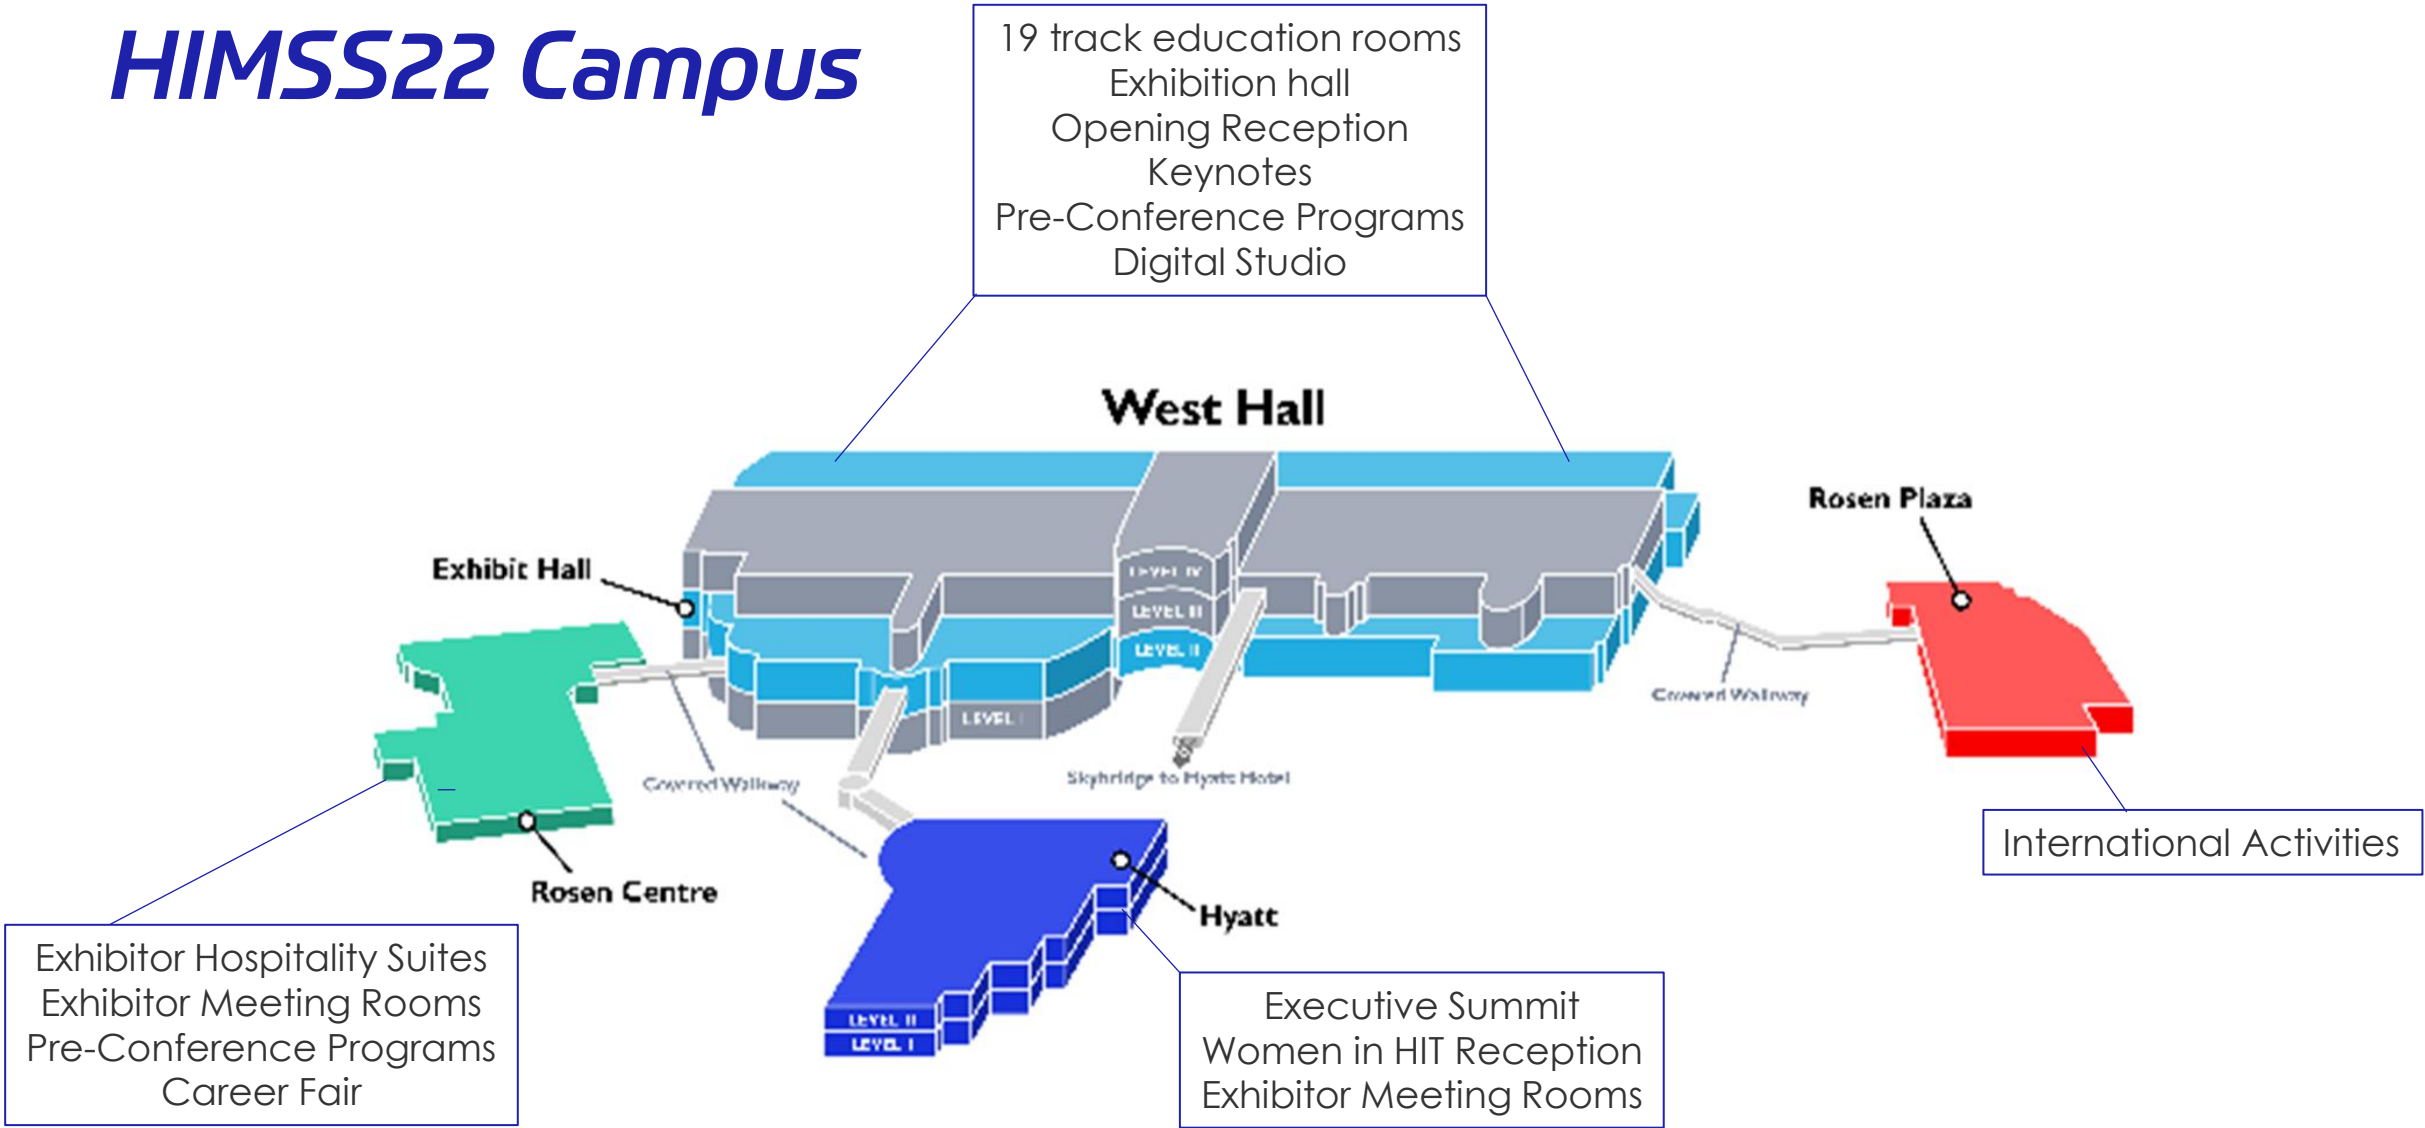 HIMSS22 Campus
19 track education rooms
Exhibition hall
Opening Reception
Keynotes
Pre-Conference Programs
Digital Studio
West Hall
Rosen Plaza
Exhibit Hall
LEVEL IV
LEVEL III
LEVEL II
LEVEL I
Covered Walkway
Covered Walkway
Skybridge to Hyatt Hotel
International Activities
Rosen Centre
Hyatt
LEVEL II
LEVEL I
Exhibitor Hospitality Suites
Exhibitor Meeting Rooms
Pre-Conference Programs
Career Fair
Executive Summit
Women in HIT Reception
Exhibitor Meeting Rooms